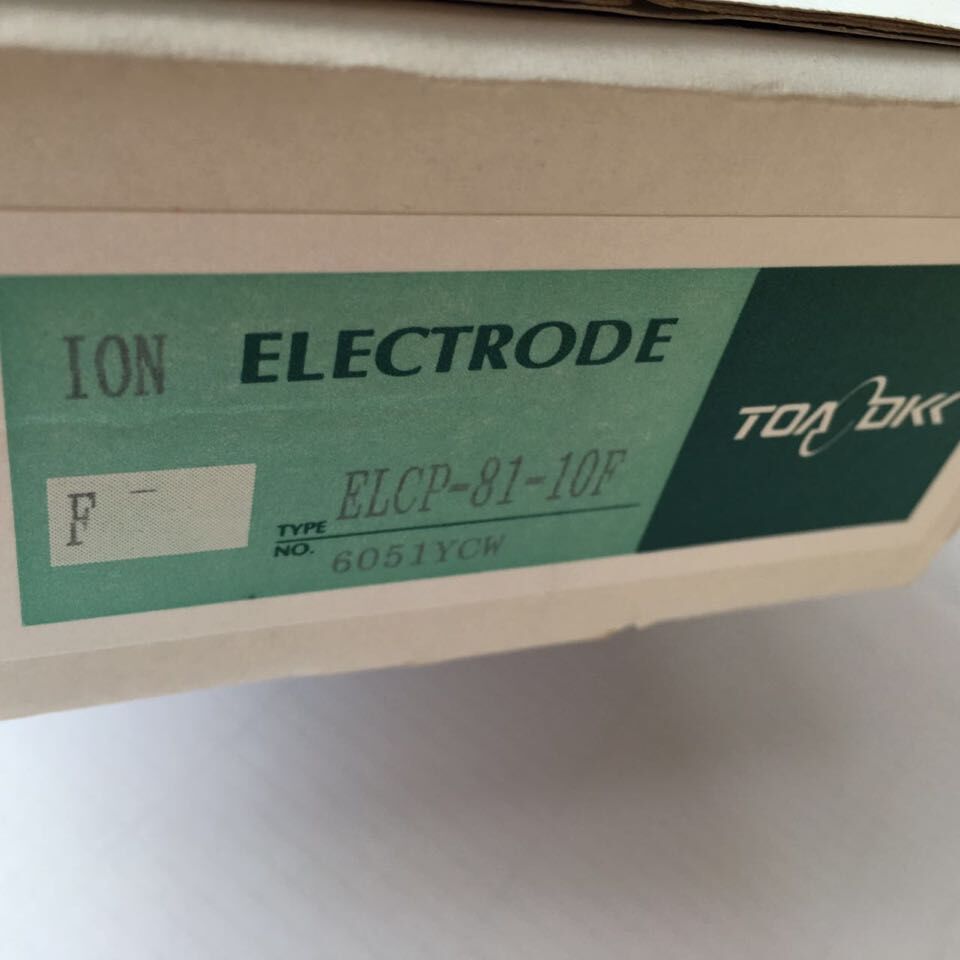 ION ELECTRODE
TOA DKK
F⁻
TYPE ELCP-81-10F
NO. 6051YCW